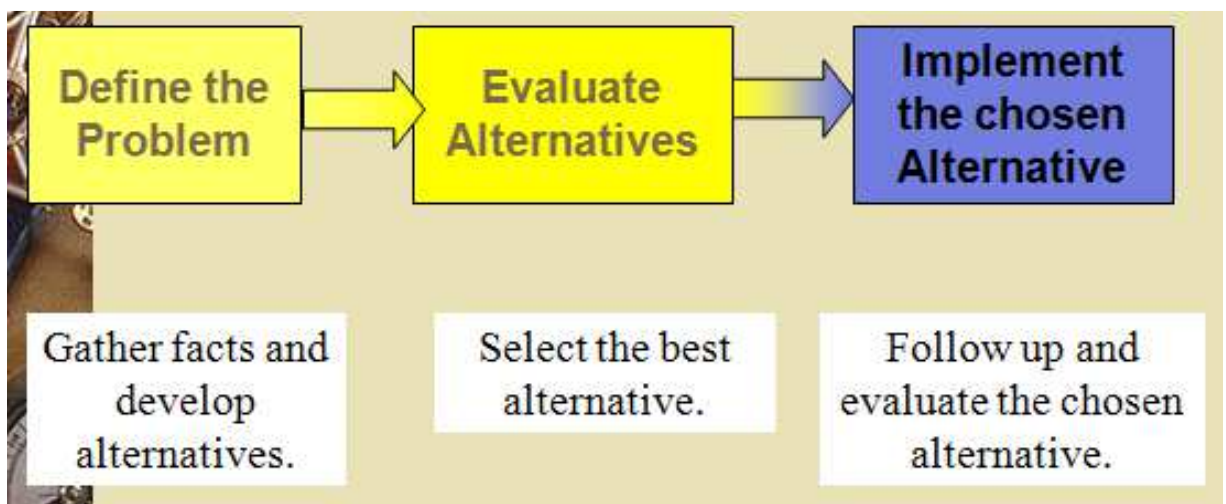 Define the
Problem
Evaluate
Alternatives
Implement
the chosen
Alternative
Gather facts and
develop
alternatives.
Select the best
alternative.
Follow up and
evaluate the chosen
alternative.